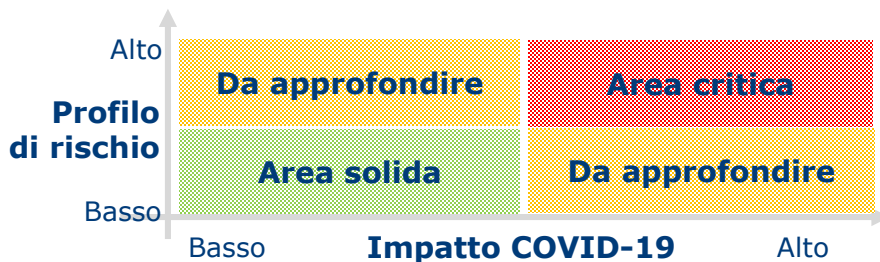 Alto
Da approfondire
Area critica
Profilo
di rischio
Area solida
Da approfondire
Basso
Basso
Impatto COVID-19
Alto